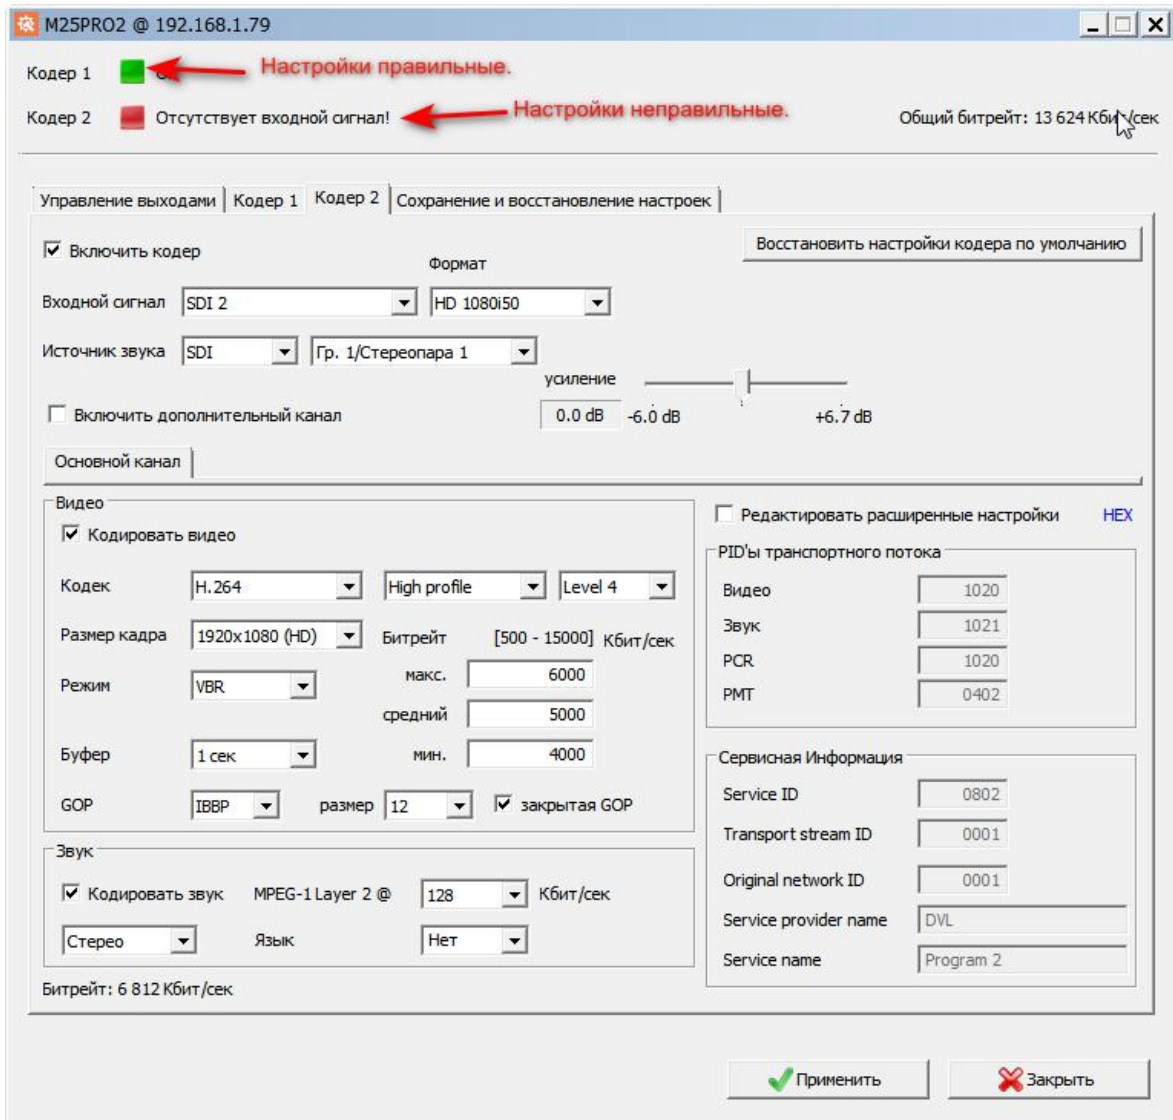 M25PRO2 @ 192.168.1.79
Кодер 1 Настройки правильные.
Кодер 2 Отсутствует входной сигнал! Настройки неправильные. Общий битрейт: 13 624 Кбит/сек
Управление выходами Кодер 1 Кодер 2 Сохранение и восстановление настроек
Включить кодер Восстановить настройки кодера по умолчанию
Формат
Входной сигнал SDI 2 HD 1080i50
Источник звука SDI Гр. 1/Стереопара 1
усиление
Включить дополнительный канал 0.0 dB -6.0 dB +6.7 dB
Основной канал
Видео
Кодировать видео
Кодек H.264 High profile Level 4
Размер кадра 1920x1080 (HD) Битрейт [500 - 15000] Кбит/сек
Режим VBR макс. 6000
средний 5000
Буфер 1 сек мин. 4000
GOP IBBP размер 12 закрытая GOP
Звук
Кодировать звук MPEG-1 Layer 2 @ 128 Кбит/сек
Стерео Язык Нет
Битрейт: 6 812 Кбит/сек
Редактировать расширенные настройки HEX
PID'ы транспортного потока
Видео 1020
Звук 1021
PCR 1020
PMT 0402
Сервисная Информация
Service ID 0802
Transport stream ID 0001
Original network ID 0001
Service provider name DVL
Service name Program 2
Применить Закрыть